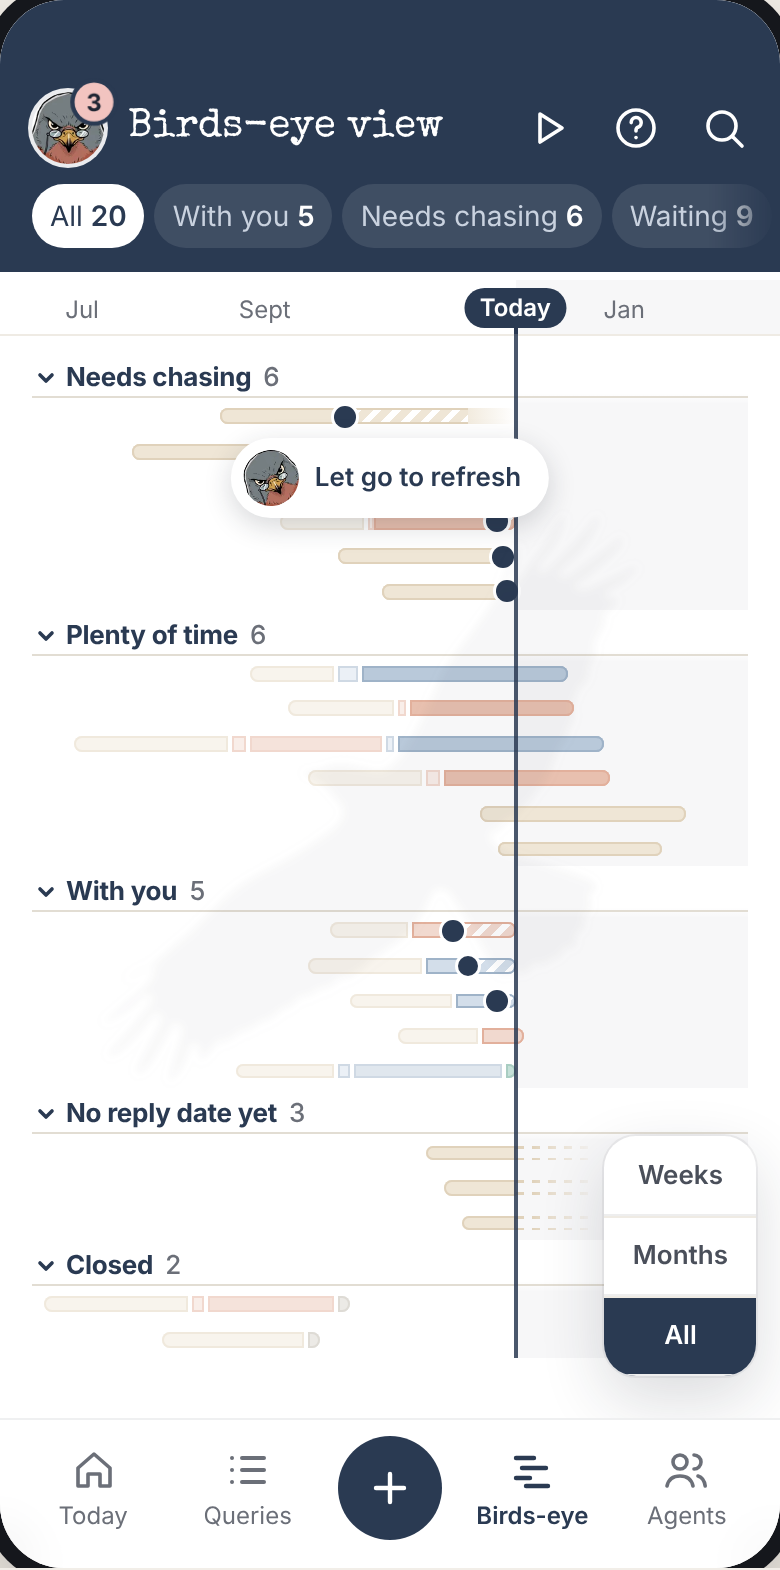 3
Birds-eye view
All 20
With you 5
Needs chasing 6
Waiting 9
Jul
Sept
Today
Jan
Needs chasing 6
Let go to refresh
Plenty of time 6
With you 5
No reply date yet 3
Weeks
Months
Closed 2
All
Today
Queries
Birds-eye
Agents